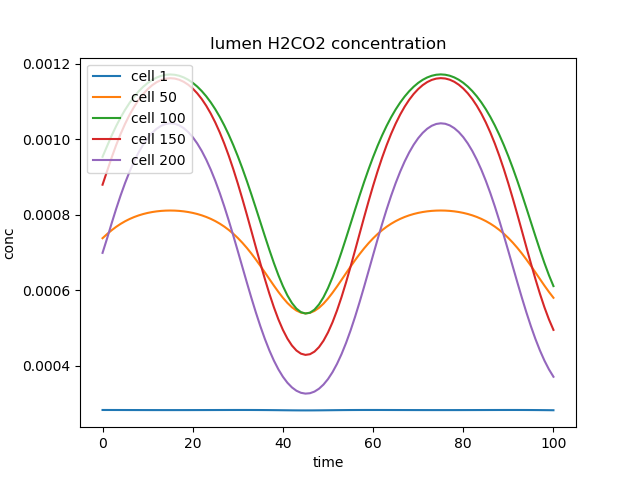 lumen H2CO2 concentration
0.0012
0.0010
0.0008
0.0006
0.0004
conc
cell 1
cell 50
cell 100
cell 150
cell 200
0
20
40
60
80
100
time